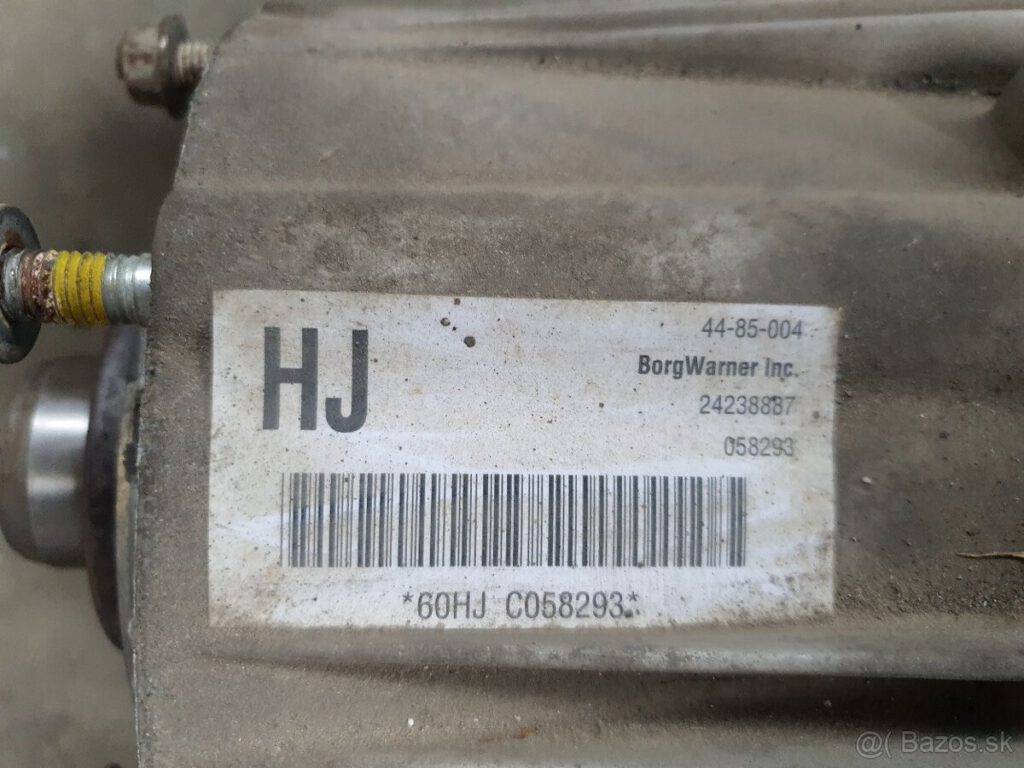 HJ
44-85-004
BorgWarner Inc.
24238887
058293
*60HJ C058293*
@( Bazos.sk